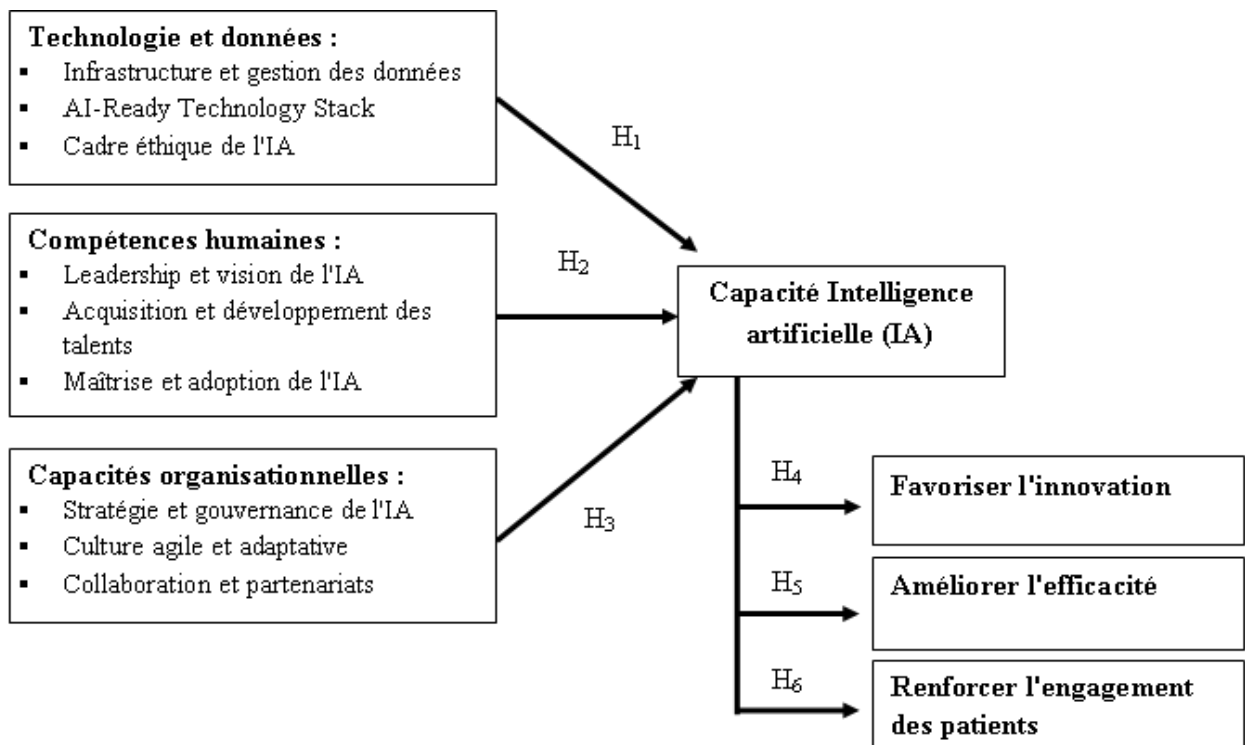 Technologie et données :
▪ Infrastructure et gestion des données
▪ AI-Ready Technology Stack
▪ Cadre éthique de l'IA
H1
Compétences humaines :
▪ Leadership et vision de l'IA
▪ Acquisition et développement des
talents
▪ Maîtrise et adoption de l'IA
H2
Capacité Intelligence
artificielle (IA)
Capacités organisationnelles :
▪ Stratégie et gouvernance de l'IA
▪ Culture agile et adaptative
▪ Collaboration et partenariats
H3
H4
Favoriser l'innovation
H5
Améliorer l'efficacité
H6
Renforcer l'engagement
des patients